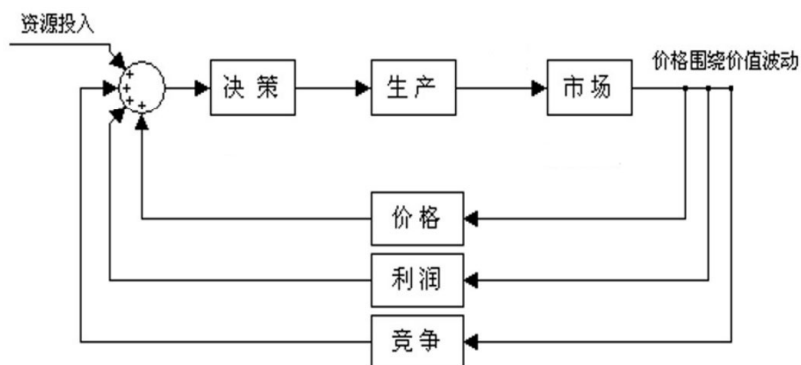 资源投入
+
+
+
+
决策
生产
市场
价格围绕价值波动
价格
利润
竞争